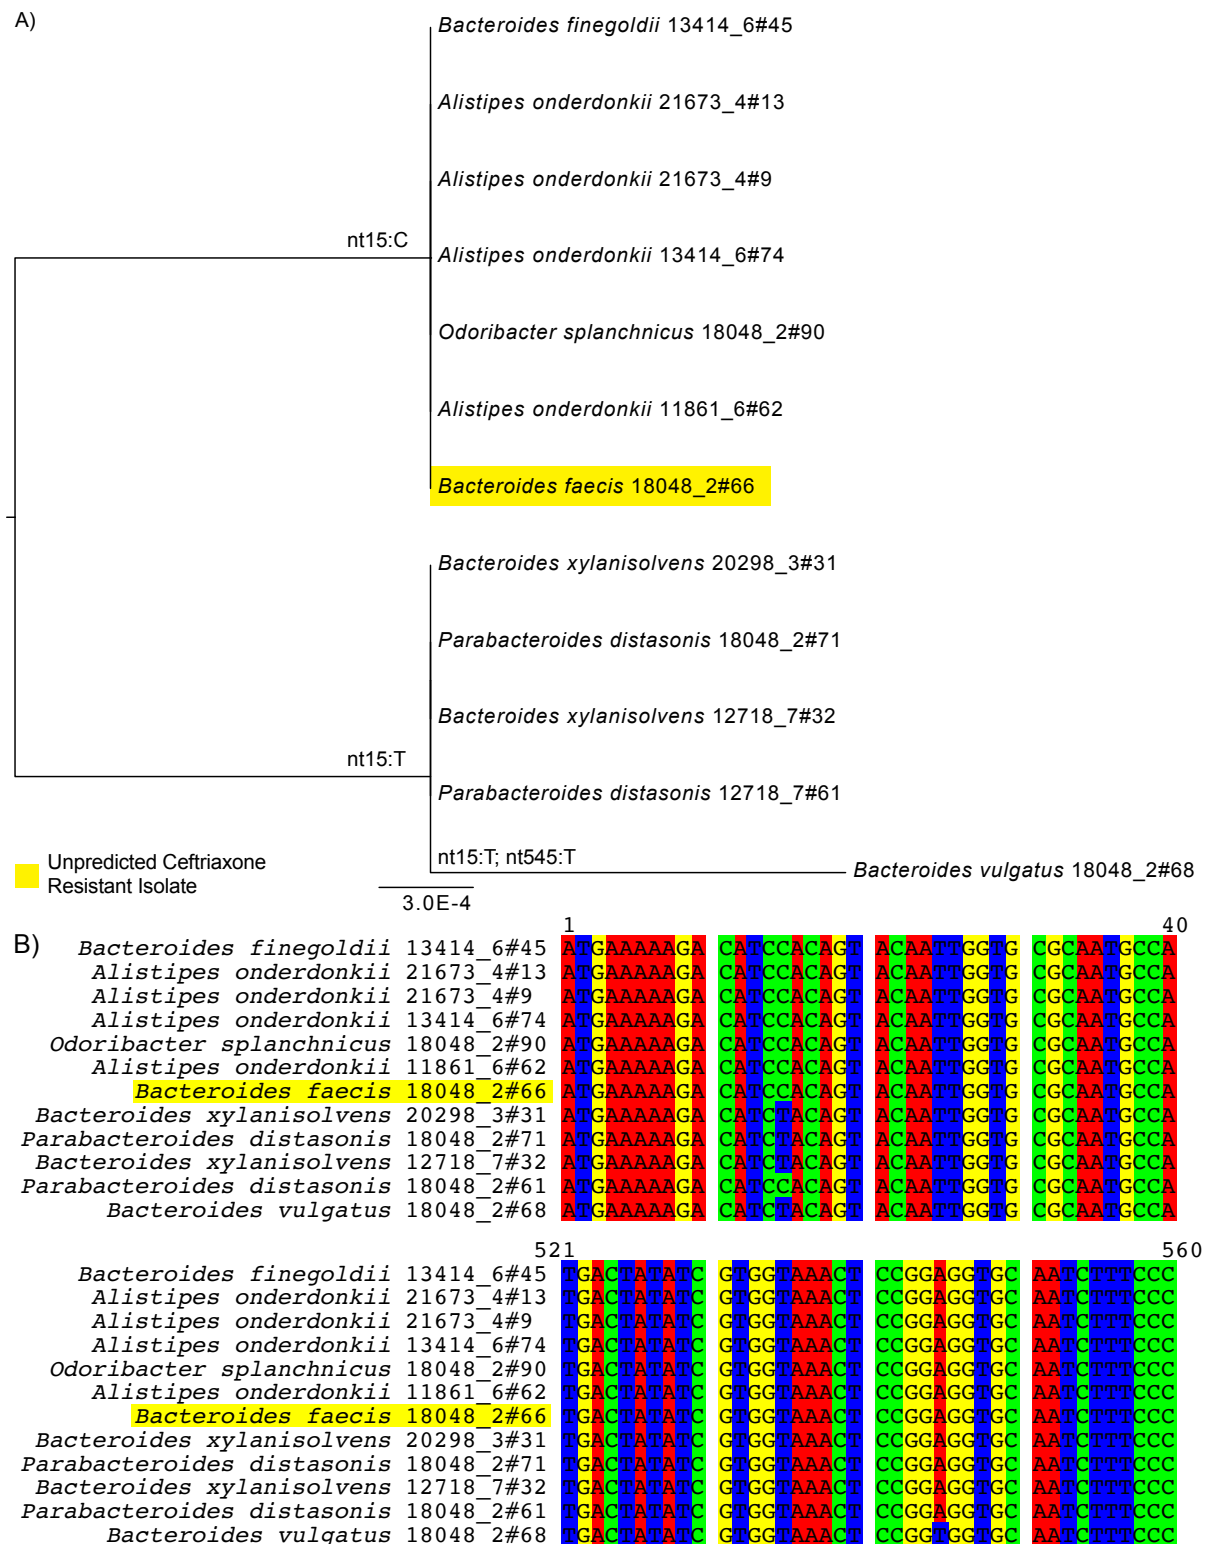 A)
Bacteroides finegoldii 13414_6#45
Alistipes onderdonkii 21673_4#13
Alistipes onderdonkii 21673_4#9
nt15:C
Alistipes onderdonkii 13414_6#74
Odoribacter splanchnicus 18048_2#90
Alistipes onderdonkii 11861_6#62
Bacteroides faecis 18048_2#66
Bacteroides xylanisolvens 20298_3#31
Parabacteroides distasonis 18048_2#71
Bacteroides xylanisolvens 12718_7#32
nt15:T
Parabacteroides distasonis 12718_7#61
nt15:T; nt545:T
Bacteroides vulgatus 18048_2#68
Unpredicted Ceftriaxone
Resistant Isolate
3.0E-4
B)
1 40
Bacteroides finegoldii 13414_6#45 ATGAAAAAGA CATCCACAGT ACAATTGGTG CGCAATGCCA
Alistipes onderdonkii 21673_4#13 ATGAAAAAGA CATCCACAGT ACAATTGGTG CGCAATGCCA
Alistipes onderdonkii 21673_4#9 ATGAAAAAGA CATCCACAGT ACAATTGGTG CGCAATGCCA
Alistipes onderdonkii 13414_6#74 ATGAAAAAGA CATCCACAGT ACAATTGGTG CGCAATGCCA
Odoribacter splanchnicus 18048_2#90 ATGAAAAAGA CATCCACAGT ACAATTGGTG CGCAATGCCA
Alistipes onderdonkii 11861_6#62 ATGAAAAAGA CATCCACAGT ACAATTGGTG CGCAATGCCA
Bacteroides faecis 18048_2#66 ATGAAAAAGA CATCCACAGT ACAATTGGTG CGCAATGCCA
Bacteroides xylanisolvens 20298_3#31 ATGAAAAAGA CATCTACAGT ACAATTGGTG CGCAATGCCA
Parabacteroides distasonis 18048_2#71 ATGAAAAAGA CATCTACAGT ACAATTGGTG CGCAATGCCA
Bacteroides xylanisolvens 12718_7#32 ATGAAAAAGA CATCTACAGT ACAATTGGTG CGCAATGCCA
Parabacteroides distasonis 18048_2#61 ATGAAAAAGA CATCCACAGT ACAATTGGTG CGCAATGCCA
Bacteroides vulgatus 18048_2#68 ATGAAAAAGA CATCTACAGT ACAATTGGTG CGCAATGCCA
521 560
Bacteroides finegoldii 13414_6#45 TGACTATATC GTGGTAAACT CCGGAGGTGC AATCTTTCCC
Alistipes onderdonkii 21673_4#13 TGACTATATC GTGGTAAACT CCGGAGGTGC AATCTTTCCC
Alistipes onderdonkii 21673_4#9 TGACTATATC GTGGTAAACT CCGGAGGTGC AATCTTTCCC
Alistipes onderdonkii 13414_6#74 TGACTATATC GTGGTAAACT CCGGAGGTGC AATCTTTCCC
Odoribacter splanchnicus 18048_2#90 TGACTATATC GTGGTAAACT CCGGAGGTGC AATCTTTCCC
Alistipes onderdonkii 11861_6#62 TGACTATATC GTGGTAAACT CCGGAGGTGC AATCTTTCCC
Bacteroides faecis 18048_2#66 TGACTATATC GTGGTAAACT CCGGAGGTGC AATCTTTCCC
Bacteroides xylanisolvens 20298_3#31 TGACTATATC GTGGTAAACT CCGGAGGTGC AATCTTTCCC
Parabacteroides distasonis 18048_2#71 TGACTATATC GTGGTAAACT CCGGAGGTGC AATCTTTCCC
Bacteroides xylanisolvens 12718_7#32 TGACTATATC GTGGTAAACT CCGGAGGTGC AATCTTTCCC
Parabacteroides distasonis 18048_2#61 TGACTATATC GTGGTAAACT CCGGAGGTGC AATCTTTCCC
Bacteroides vulgatus 18048_2#68 TGACTATATC GTGGTAAACT CCGGTGGTGC AATCTTTCCC